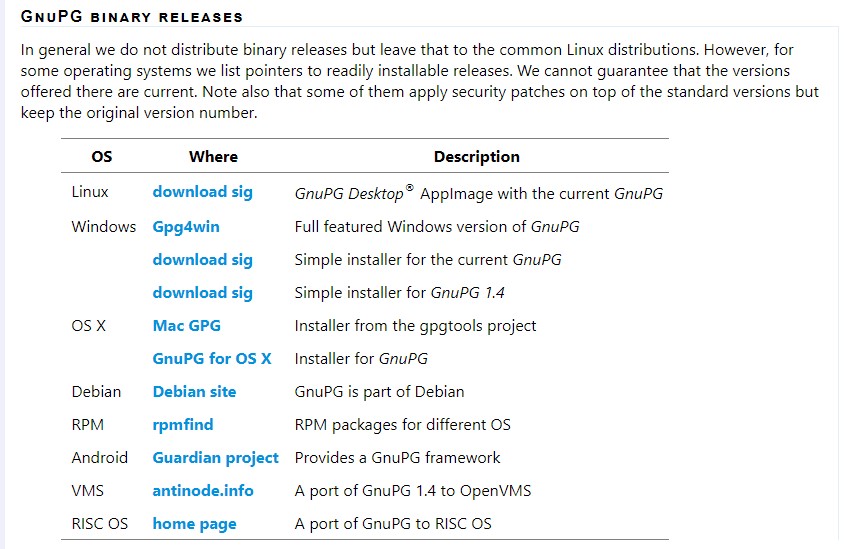 GnuPG binary releases
In general we do not distribute binary releases but leave that to the common Linux distributions. However, for
some operating systems we list pointers to readily installable releases. We cannot guarantee that the versions
offered there are current. Note also that some of them apply security patches on top of the standard versions but
keep the original version number.
OS Where Description
Linux download sig GnuPG Desktop® AppImage with the current GnuPG
Windows Gpg4win Full featured Windows version of GnuPG
download sig Simple installer for the current GnuPG
download sig Simple installer for GnuPG 1.4
OS X Mac GPG Installer from the gpgtools project
GnuPG for OS X Installer for GnuPG
Debian Debian site GnuPG is part of Debian
RPM rpmfind RPM packages for different OS
Android Guardian project Provides a GnuPG framework
VMS antinode.info A port of GnuPG 1.4 to OpenVMS
RISC OS home page A port of GnuPG to RISC OS